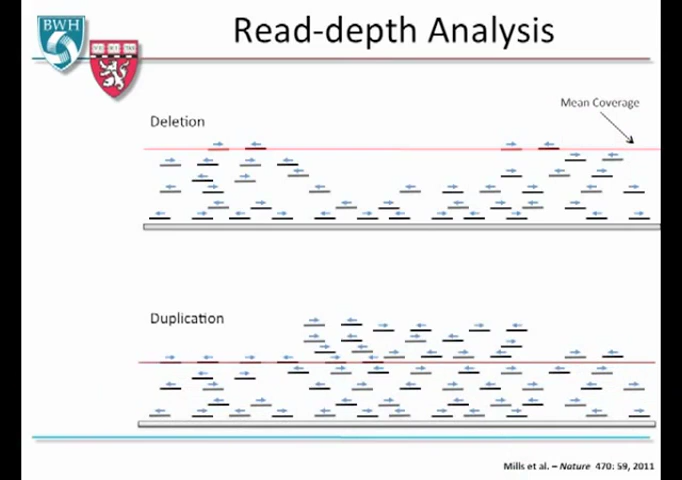 BWH
Read-depth Analysis
Mean Coverage
Deletion
Duplication
Mills et al. – Nature 470: 59, 2011